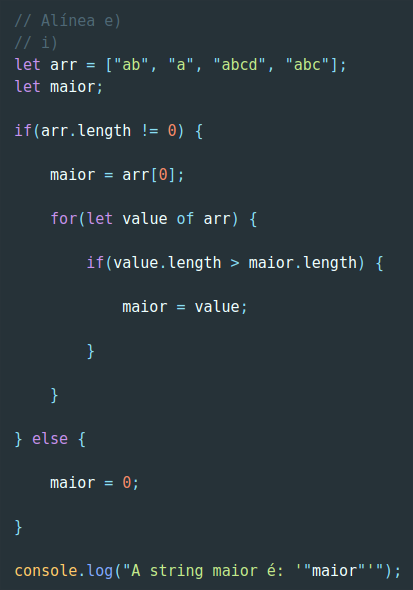 // Alínea e)
// i)
let arr = ["ab", "a", "abcd", "abc"];
let maior;
if(arr.length != 0) {
maior = arr[0];
for(let value of arr) {
if(value.length > maior.length) {
maior = value;
}
}
} else {
maior = 0;
}
console.log("A string maior é: '"maior"'");